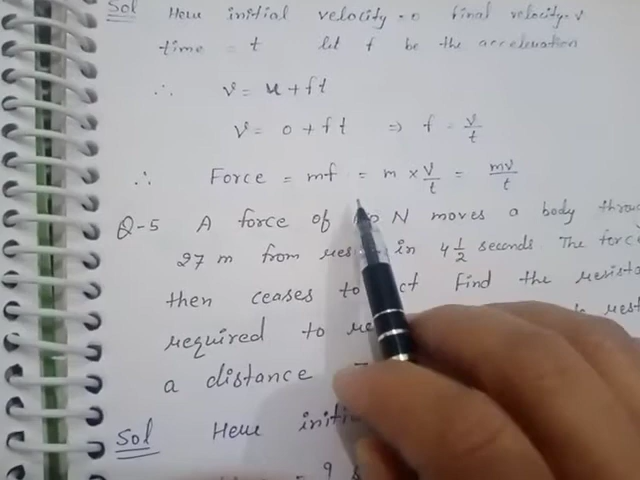 Sol Here initial velocity = 0 final velocity = v
time = t let f be the acceleration
∴ v = u + ft
v = 0 + ft ⇒ f = v/t
∴ Force = mf = m × v/t = mv/t
Q-5 A force of N moves a body
27 m from in 4 1/2 seconds The
then ceases to find the
required to
a distance
Sol Here